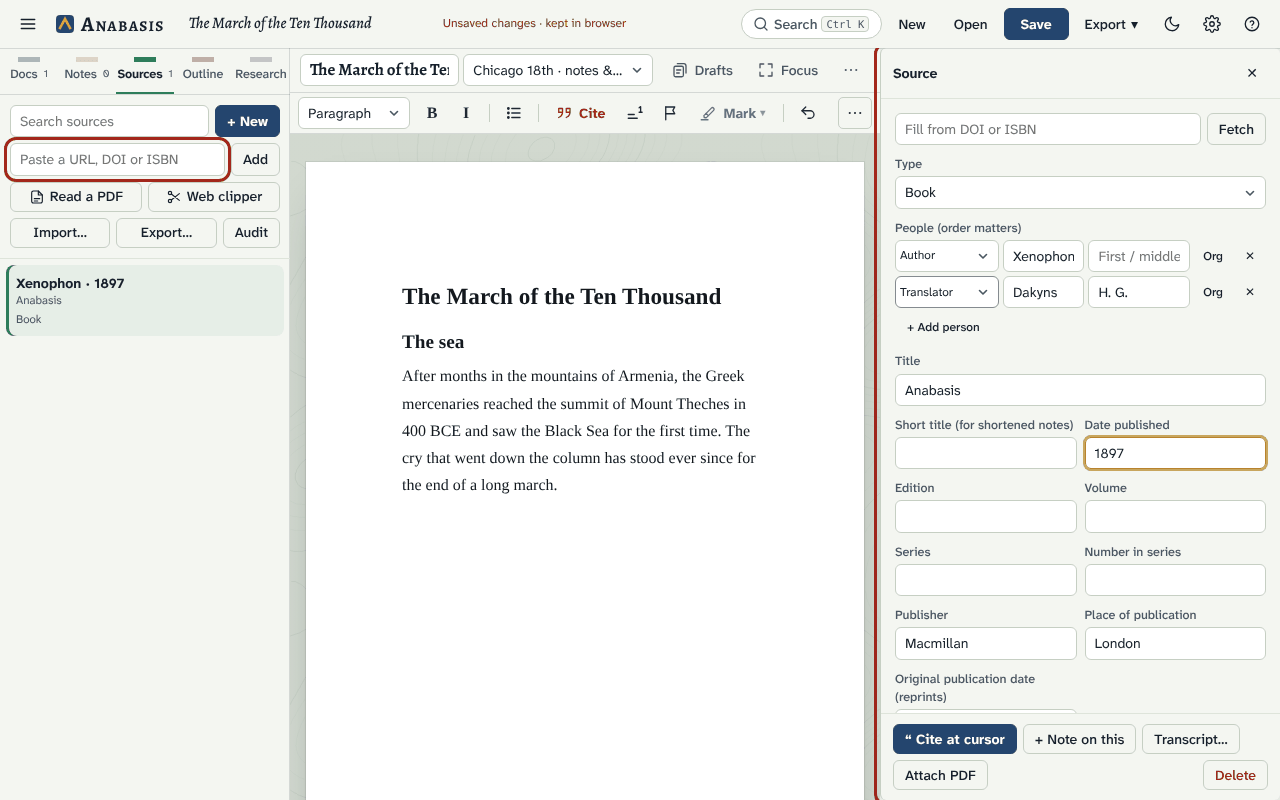 ANABASIS
The March of the Ten Thousand
Unsaved changes · kept in browser
Search Ctrl K
New
Open
Save
Export ▾
Docs 1
Notes 0
Sources 1
Outline
Research
Search sources
+ New
Paste a URL, DOI or ISBN
Add
Read a PDF
Web clipper
Import…
Export…
Audit
Xenophon · 1897
Anabasis
Book
The March of the Te
Chicago 18th · notes &…
Drafts
Focus
…
Paragraph
B
I
Cite
Mark ▾
…
The March of the Ten Thousand
The sea
After months in the mountains of Armenia, the Greek
mercenaries reached the summit of Mount Theches in
400 BCE and saw the Black Sea for the first time. The
cry that went down the column has stood ever since for
the end of a long march.
Source
Fill from DOI or ISBN
Fetch
Type
Book
People (order matters)
Author
Xenophon
First / middle
Org
Translator
Dakyns
H. G.
Org
+ Add person
Title
Anabasis
Short title (for shortened notes)
Date published
1897
Edition
Volume
Series
Number in series
Publisher
Place of publication
Macmillan
London
Original publication date
(reprints)
❝ Cite at cursor
+ Note on this
Transcript…
Attach PDF
Delete